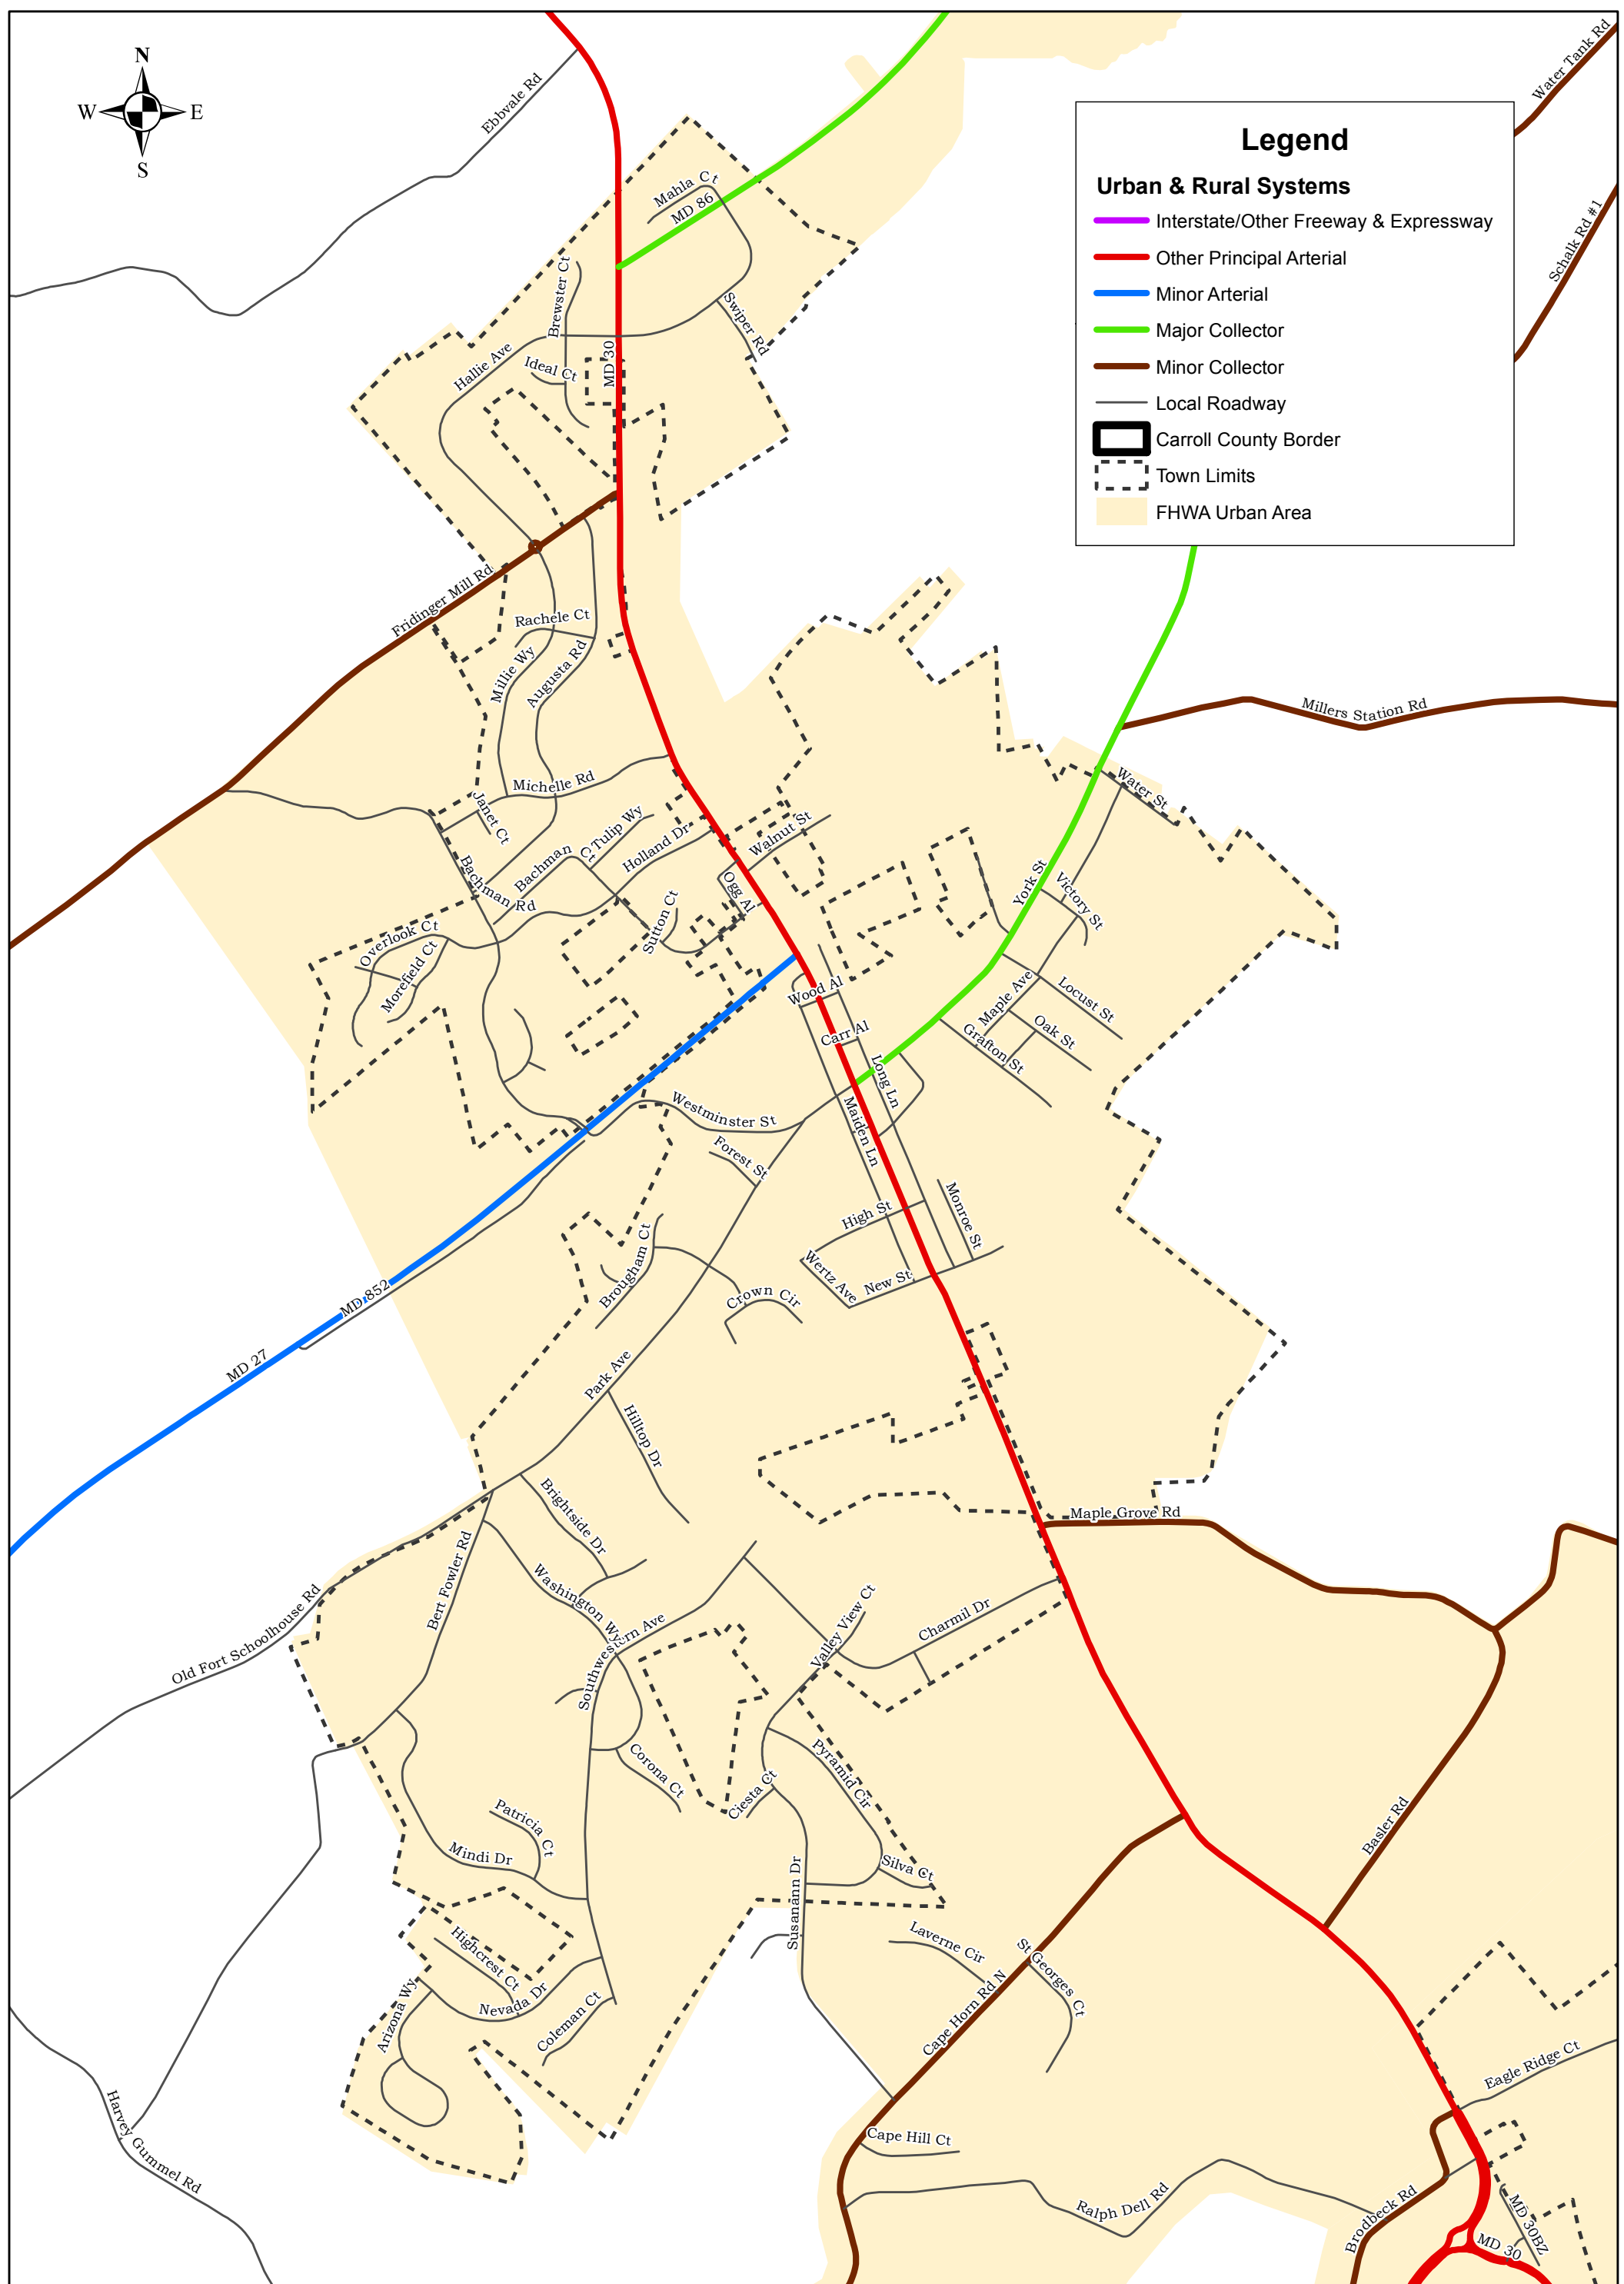 N
W
E
S
Legend
Urban & Rural Systems
Interstate/Other Freeway & Expressway
Other Principal Arterial
Minor Arterial
Major Collector
Minor Collector
Local Roadway
Carroll County Border
Town Limits
FHWA Urban Area
Water Tank Rd
Ebbvale Rd
Schalk Rd #1
Mahla Ct
MD 86
Brewster Ct
Swiper Rd
Hallie Ave
Ideal Ct
MD 30
Fridinger Mill Rd
Rachele Ct
Millie Wy
Augusta Rd
Millers Station Rd
Michelle Rd
Janet Ct
Water St
Tulip Wy
Bachman Ct
Holland Dr
Walnut St
Bachman Rd
Ogg Al
York St
Victory St
Sutton Ct
Overlook Ct
Morefield Ct
Wood Al
Maple Ave
Locust St
Carr Al
Oak St
Grafton St
Long Ln
Westminster St
Maiden Ln
Forest St
High St
Monroe St
Brougham Ct
Wertz Ave
New St
Crown Cir
MD 852
MD 27
Park Ave
Hilltop Dr
Brightside Dr
Maple Grove Rd
Bert Fowler Rd
Washington Wy
Old Fort Schoolhouse Rd
Southwestern Ave
Valley View Ct
Charmil Dr
Corona Ct
Pyramid Cir
Ciesta Ct
Patricia Ct
Mindi Dr
Basler Rd
Silva Ct
Susanann Dr
Highcrest Ct
Laverne Cir
St Georges Ct
Nevada Dr
Arizona Wy
Coleman Ct
Cape Horn Rd N
Eagle Ridge Ct
Harvey Gummel Rd
Cape Hill Ct
Ralph Dell Rd
Brodbeck Rd
MD 30BZ
MD 30